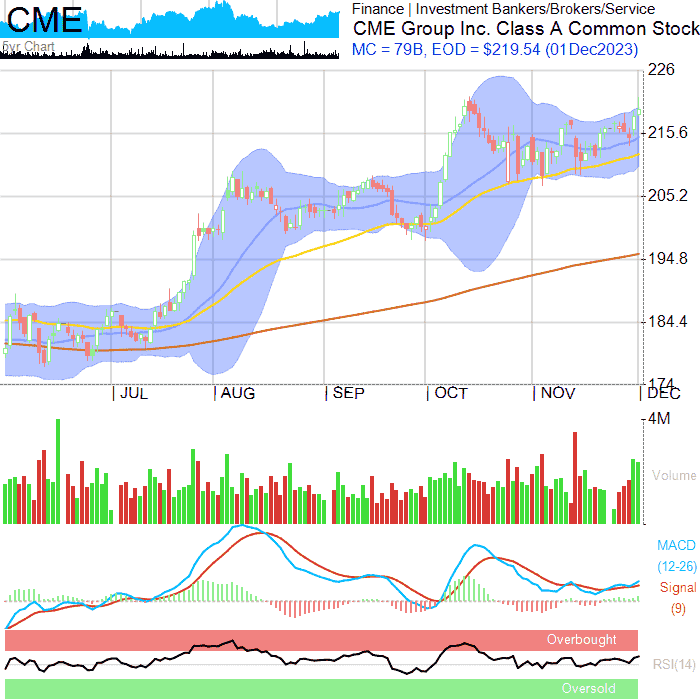 CME
5yr Chart
Finance | Investment Bankers/Brokers/Service
CME Group Inc. Class A Common Stock
MC = 79B, EOD = $219.54 (01Dec2023)
226
215.6
205.2
194.8
184.4
174
JUL
AUG
SEP
OCT
NOV
DEC
4M
Volume
MACD
(12-26)
Signal
(9)
Overbought
RSI(14)
Oversold